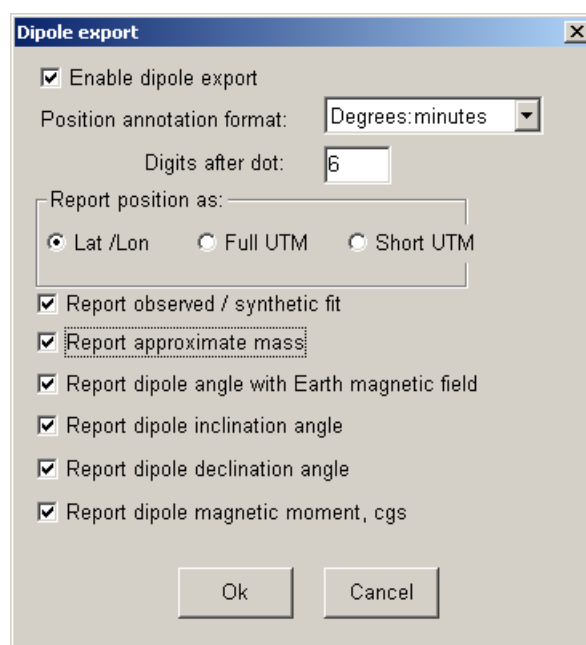 Dipole export
Enable dipole export
Position annotation format: Degrees:minutes
Digits after dot: 6
Report position as:
Lat /Lon Full UTM Short UTM
Report observed / synthetic fit
Report approximate mass
Report dipole angle with Earth magnetic field
Report dipole inclination angle
Report dipole declination angle
Report dipole magnetic moment, cgs
Ok Cancel